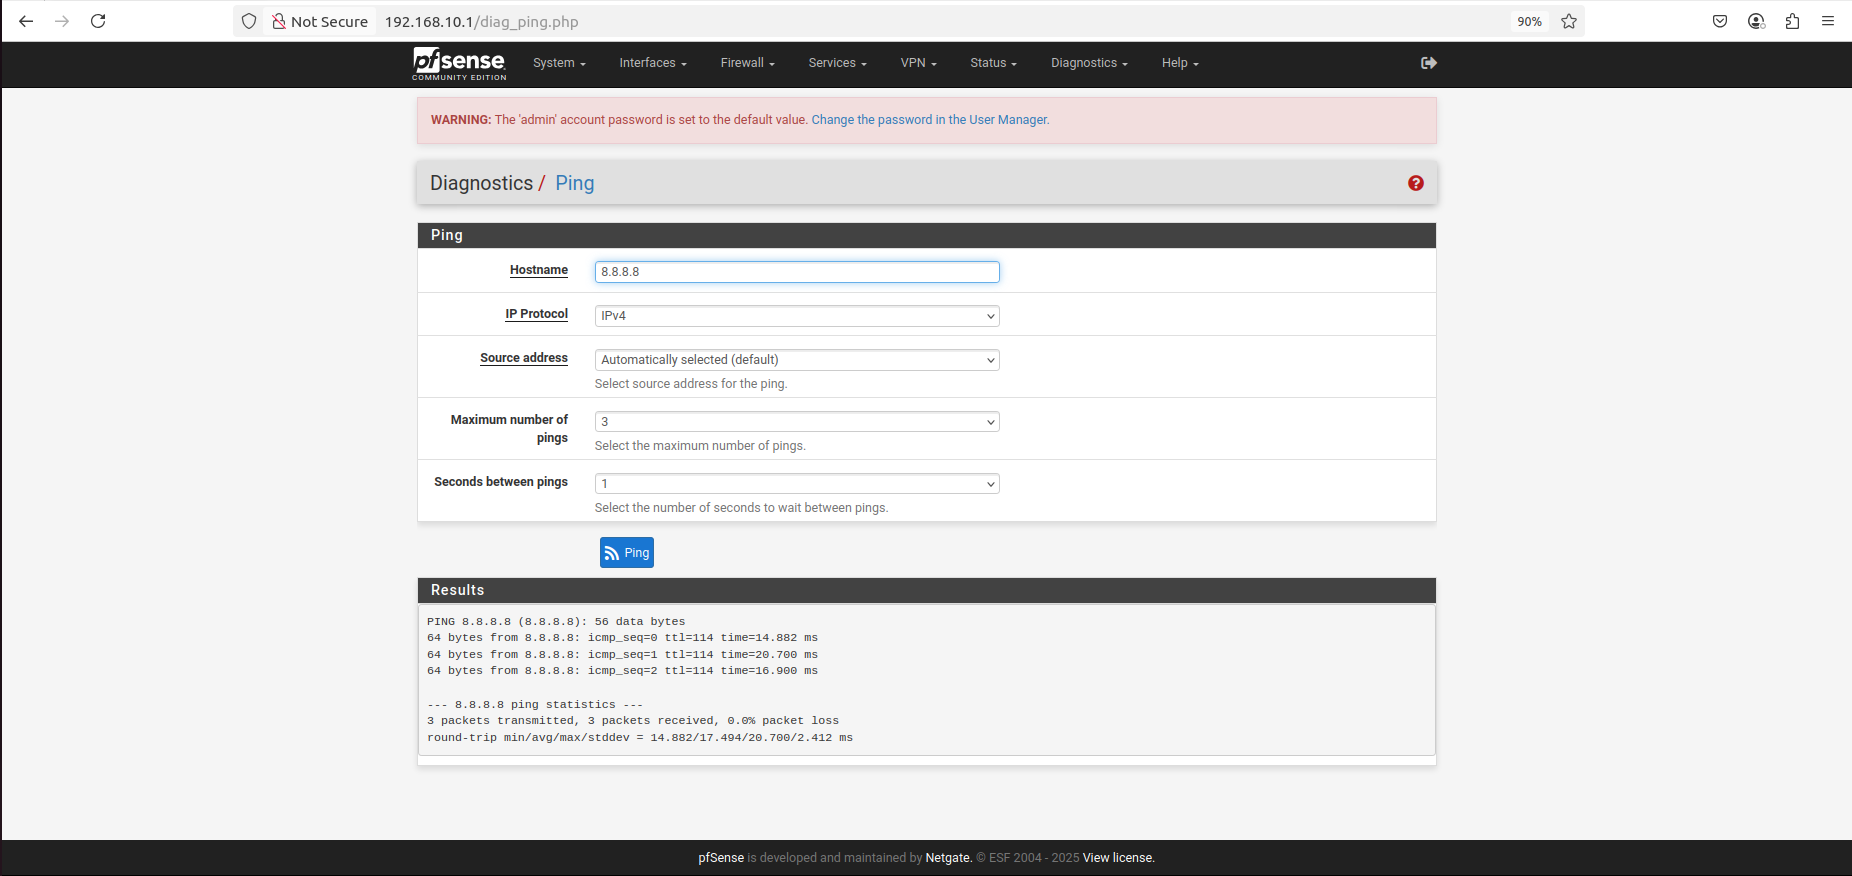 Not Secure 192.168.10.1/diag_ping.php 90%
pfsense
COMMUNITY EDITION
System Interfaces Firewall Services VPN Status Diagnostics Help
WARNING: The 'admin' account password is set to the default value. Change the password in the User Manager.
Diagnostics / Ping
Ping
Hostname 8.8.8.8
IP Protocol IPv4
Source address Automatically selected (default)
Select source address for the ping.
Maximum number of pings 3
Select the maximum number of pings.
Seconds between pings 1
Select the number of seconds to wait between pings.
Ping
Results
PING 8.8.8.8 (8.8.8.8): 56 data bytes
64 bytes from 8.8.8.8: icmp_seq=0 ttl=114 time=14.882 ms
64 bytes from 8.8.8.8: icmp_seq=1 ttl=114 time=20.700 ms
64 bytes from 8.8.8.8: icmp_seq=2 ttl=114 time=16.900 ms
--- 8.8.8.8 ping statistics ---
3 packets transmitted, 3 packets received, 0.0% packet loss
round-trip min/avg/max/stddev = 14.882/17.494/20.700/2.412 ms
pfSense is developed and maintained by Netgate. © ESF 2004 - 2025 View license.